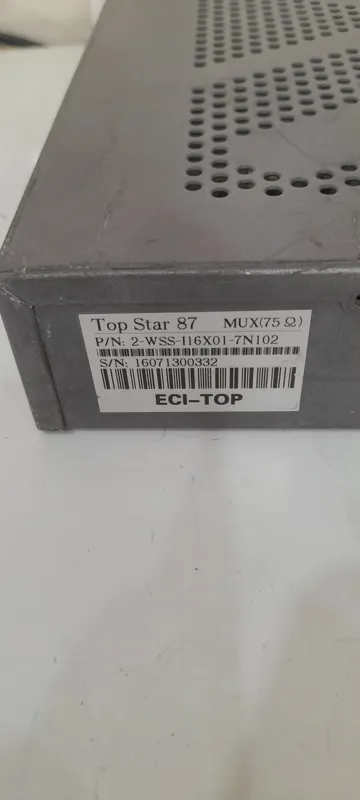 Top Star 87 MUX(75 Ω)
P/N: 2-WSS-I16X01-7N102
S/N: 16071300332
ECI-TOP